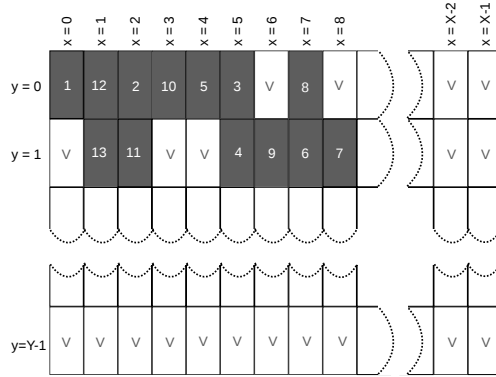 x = 0 x = 1 x = 2 x = 3 x = 4 x = 5 x = 6 x = 7 x = 8 x = X-2 x = X-1
y = 0 1 12 2 10 5 3 V 8 V V V
y = 1 V 13 11 V V 4 9 6 7 V V
y=Y-1 V V V V V V V V V V V